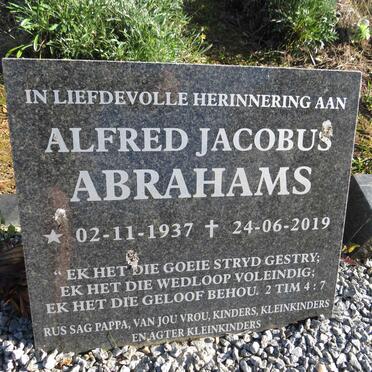 IN LIEFDEVOLLE HERINNERING AAN
ALFRED JACOBUS
ABRAHAMS
★ 02-11-1937 ✝ 24-06-2019
“ EK HET DIE GOEIE STRYD GESTRY;
EK HET DIE WEDLOOP VOLEINDIG;
EK HET DIE GELOOF BEHOU. 2 TIM 4 : 7
RUS SAG PAPPA, VAN JOU VROU, KINDERS, KLEINKINDERS
EN AGTER KLEINKINDERS